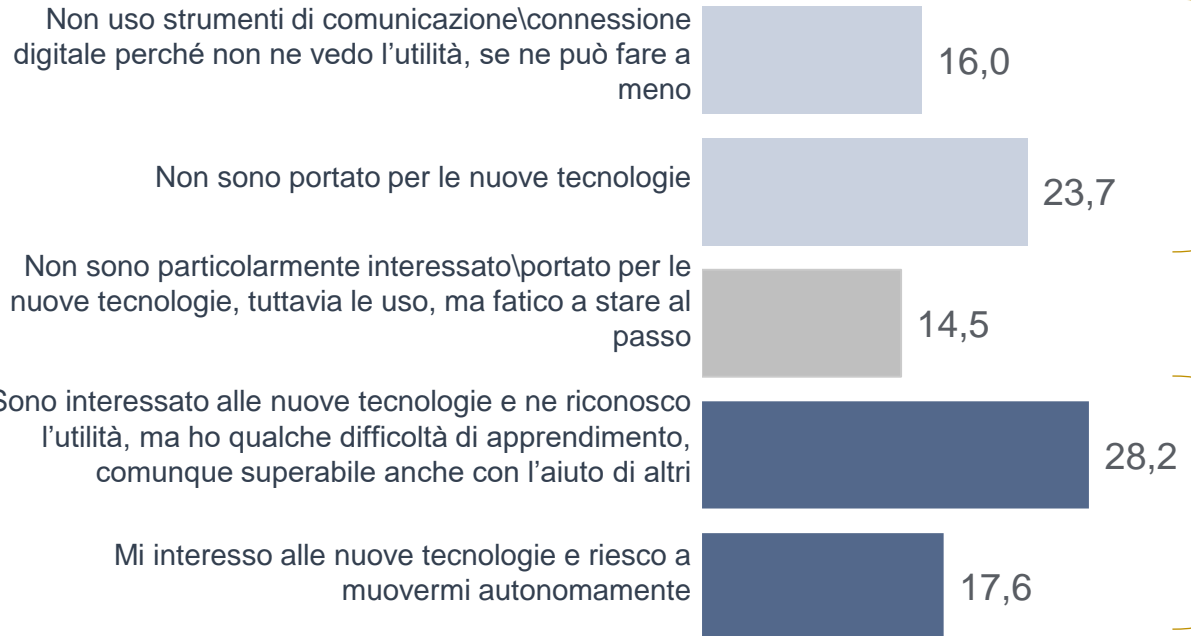 Non uso strumenti di comunicazione\connessione
digitale perché non ne vedo l’utilità, se ne può fare a
meno
16,0
Non sono portato per le nuove tecnologie
23,7
Non sono particolarmente interessato\portato per le
nuove tecnologie, tuttavia le uso, ma fatico a stare al
passo
14,5
Sono interessato alle nuove tecnologie e ne riconosco
l’utilità, ma ho qualche difficoltà di apprendimento,
comunque superabile anche con l’aiuto di altri
28,2
Mi interesso alle nuove tecnologie e riesco a
muovermi autonomamente
17,6